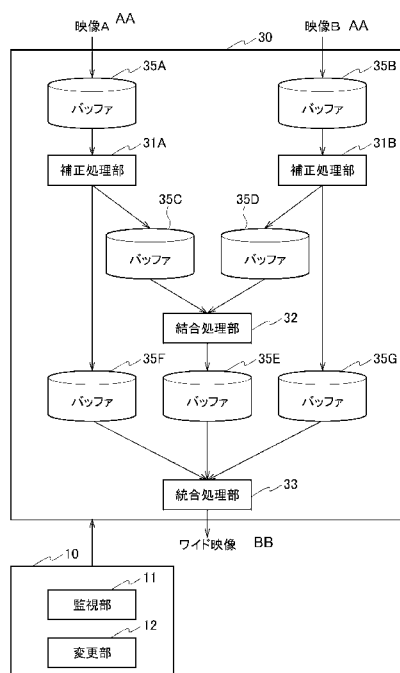 映像A AA 映像B AA
30
35A 35B
バッファ バッファ
31A 31B
補正処理部 補正処理部
35C 35D
バッファ バッファ
結合処理部 32
35F 35E 35G
バッファ バッファ バッファ
統合処理部 33
ワイド映像 BB
10
11
監視部
12
変更部